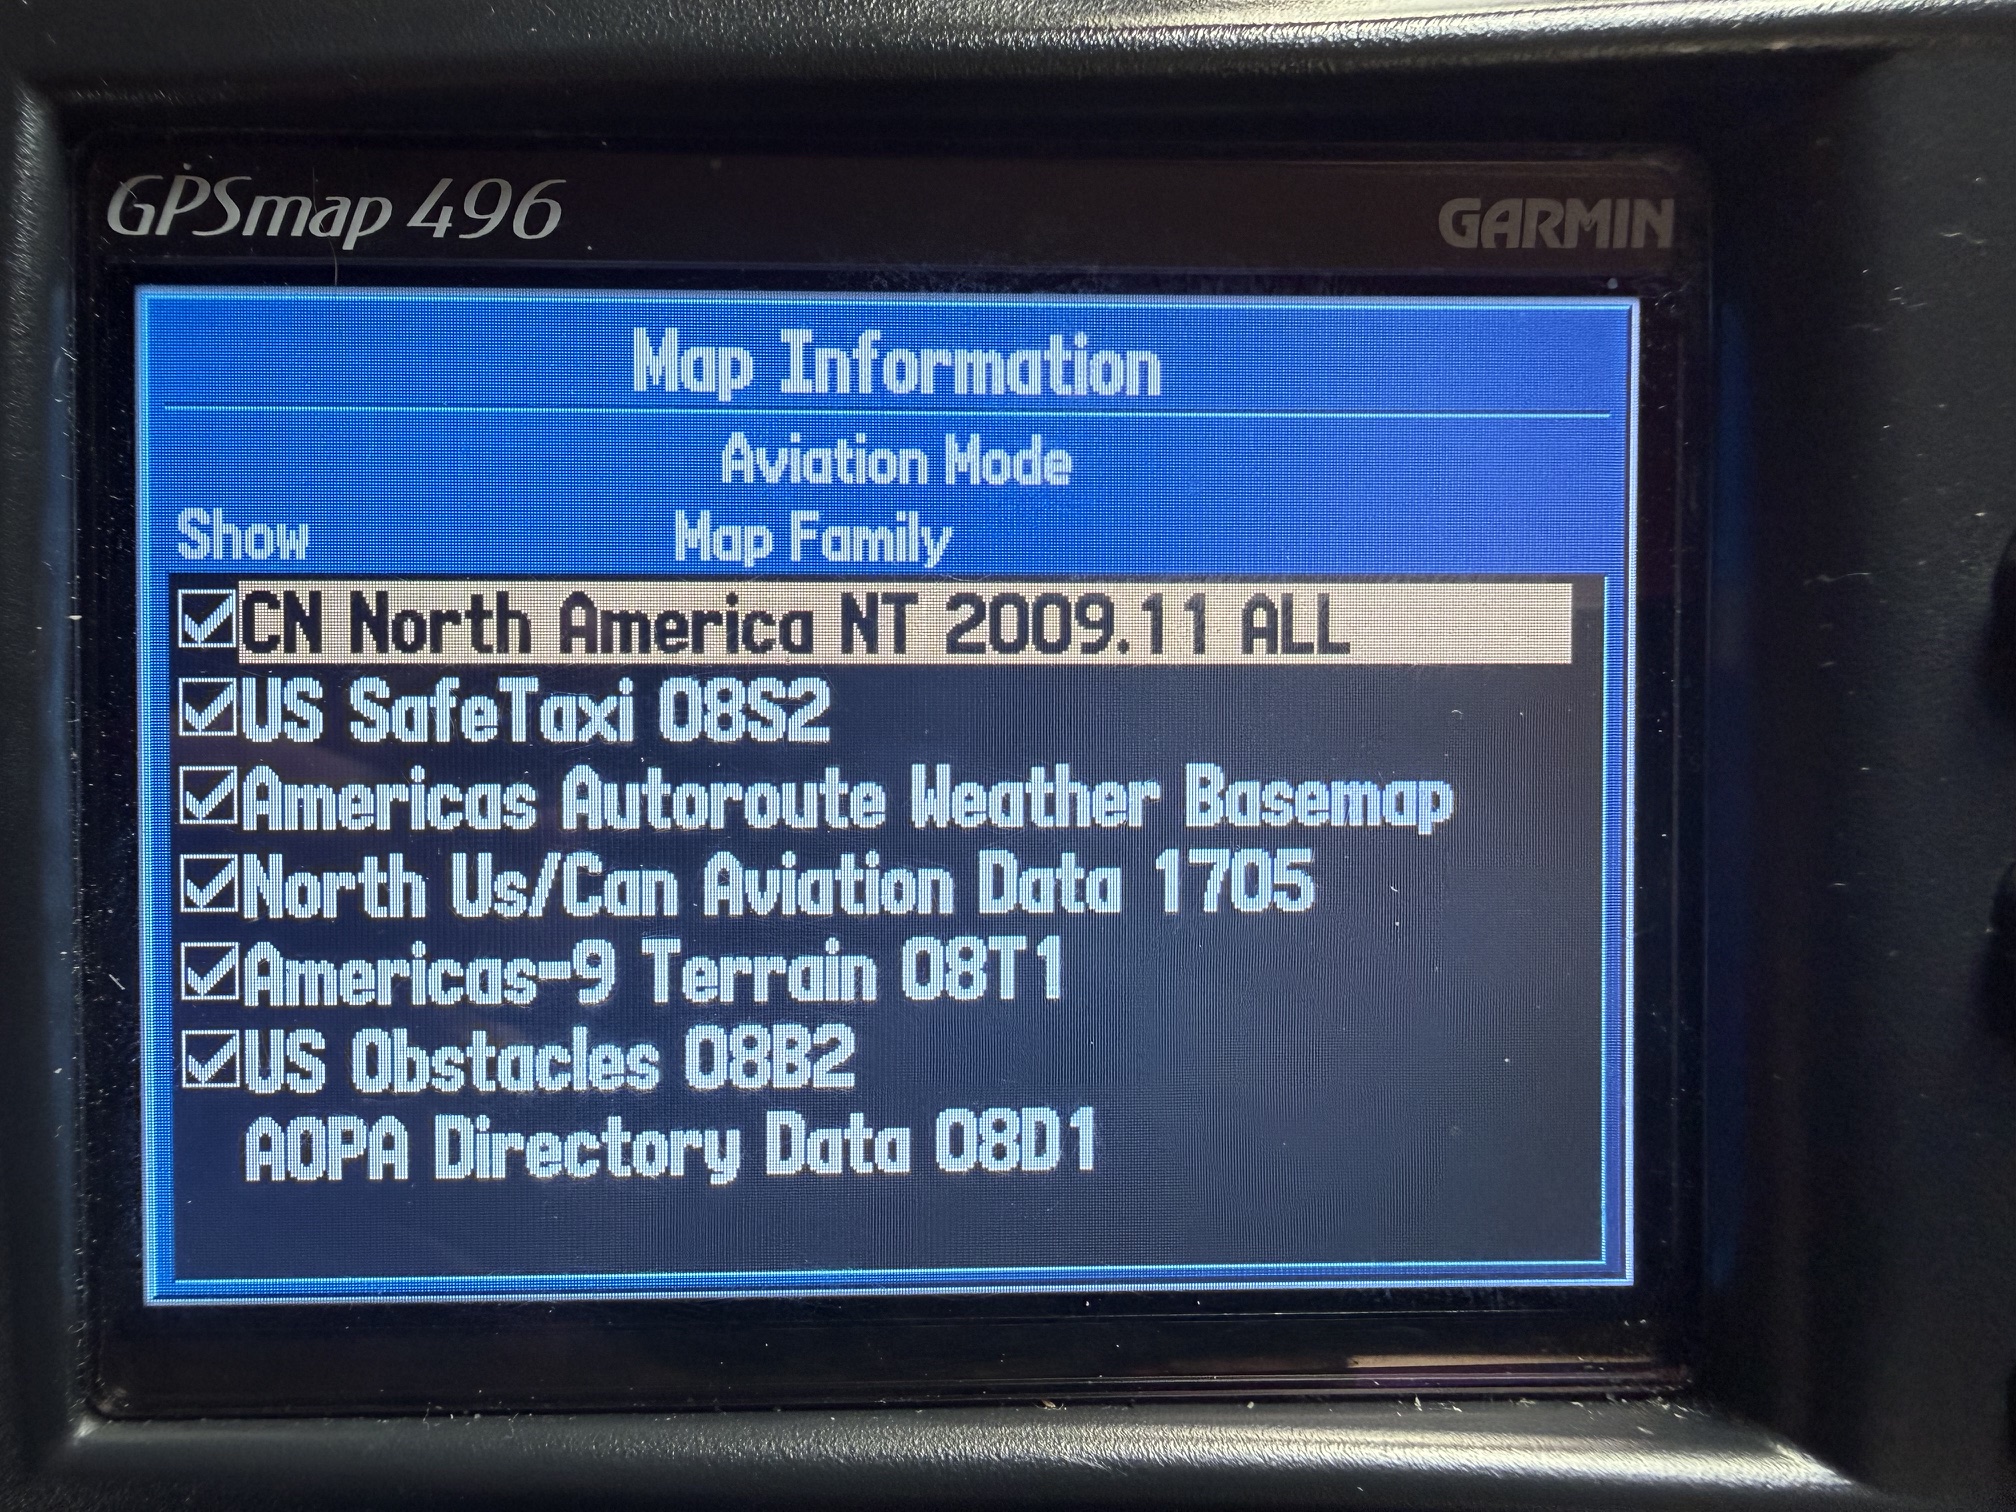 GPSmap 496 GARMIN
Map Information
Aviation Mode
Show Map Family
CN North America NT 2009.11 ALL
US SafeTaxi 08S2
Americas Autoroute Weather Basemap
North Us/Can Aviation Data 1705
Americas-9 Terrain 08T1
US Obstacles 08B2
AOPA Directory Data 08D1